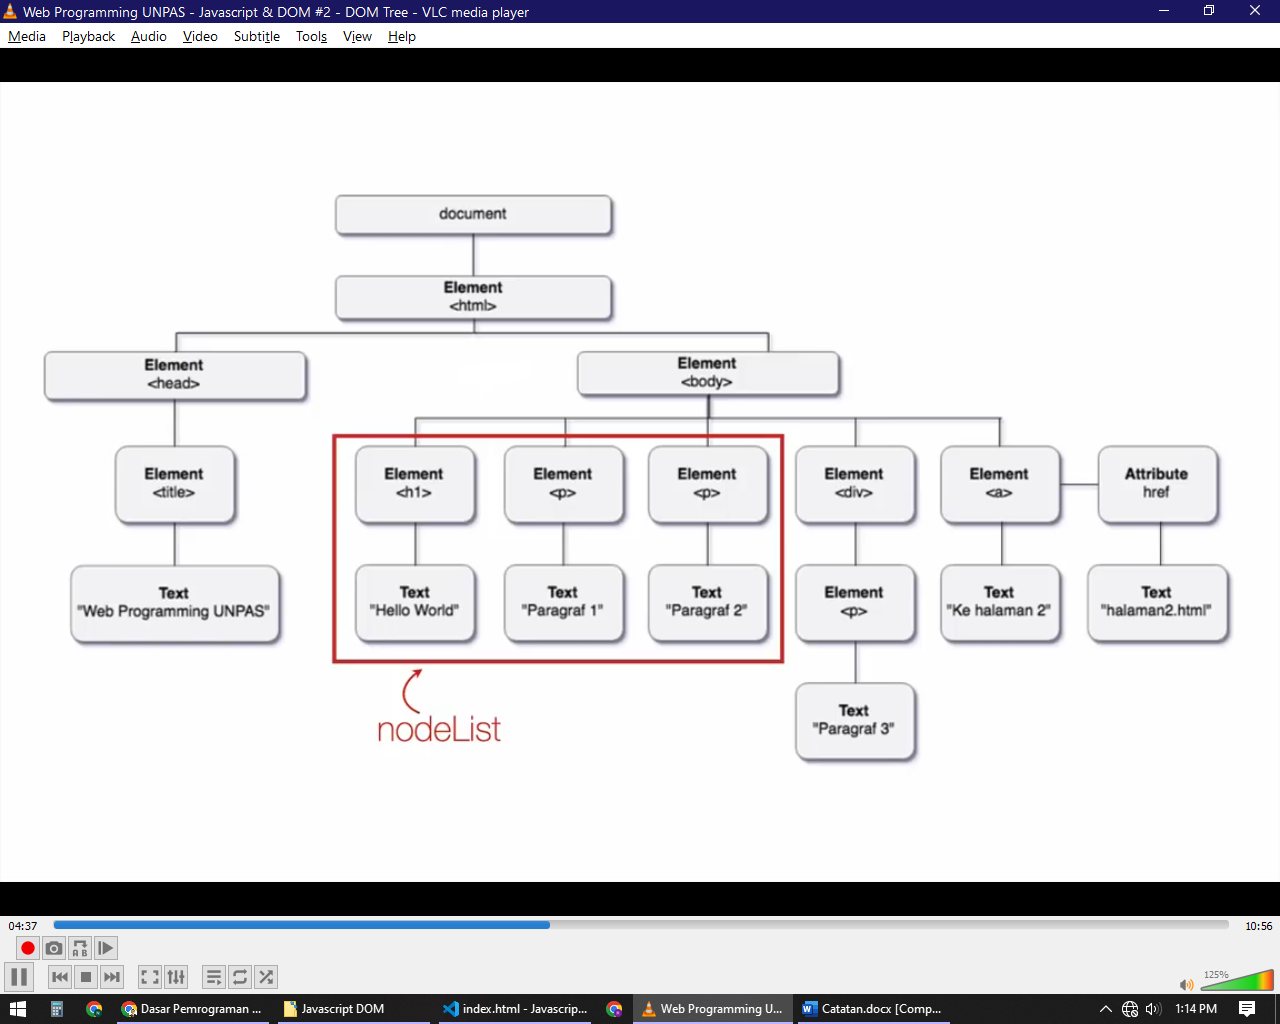 Web Programming UNPAS - Javascript & DOM #2 - DOM Tree - VLC media player
Media Playback Audio Video Subtitle Tools View Help
document
Element
<html>
Element
<head>
Element
<body>
Element
<title>
Element
<h1>
Element
<p>
Element
<p>
Element
<div>
Element
<a>
Attribute
href
Text
"Web Programming UNPAS"
Text
"Hello World"
Text
"Paragraf 1"
Text
"Paragraf 2"
Element
<p>
Text
"Ke halaman 2"
Text
"halaman2.html"
nodeList
Text
"Paragraf 3"
04:37
10:56
A B
125%
Dasar Pemrograman ...
Javascript DOM
index.html - Javascrip...
Web Programming U...
Catatan.docx [Comp...
1:14 PM